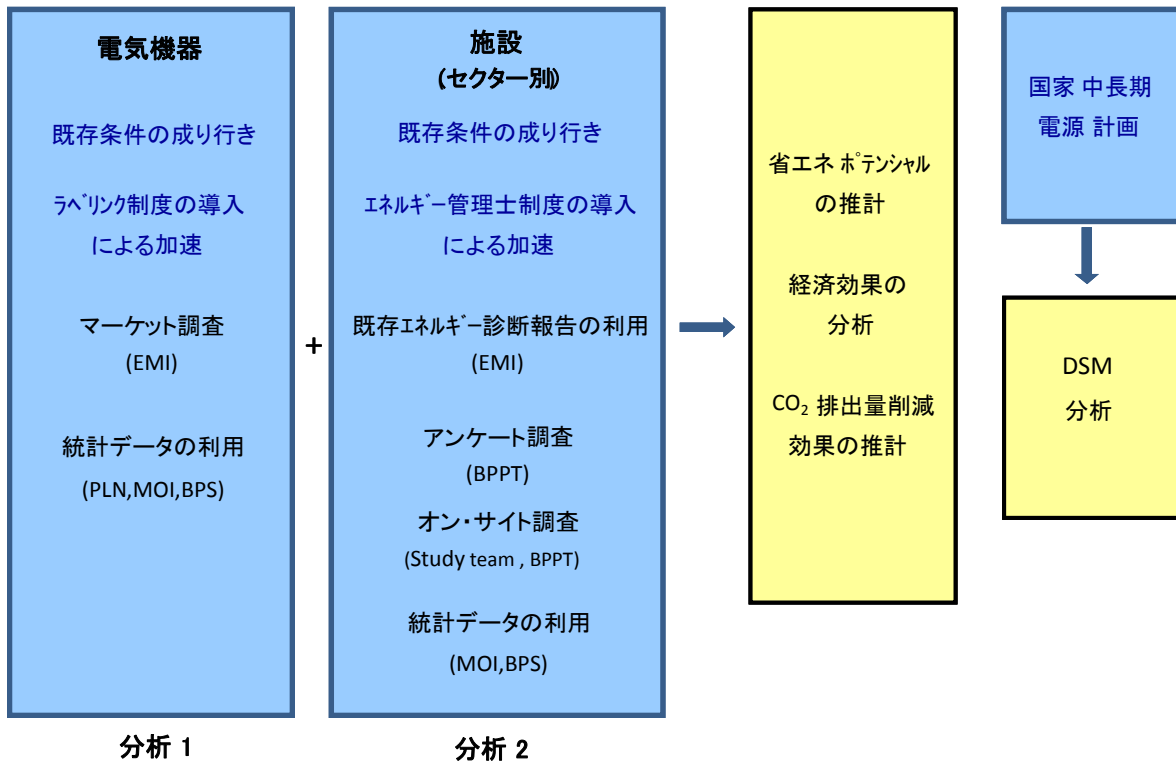 電気機器
既存条件の成り行き
ﾗﾍﾞﾘﾝｸ制度の導入
による加速
マーケット調査
(EMI)
統計データの利用
(PLN,MOI,BPS)
分析 1
+
施設
(セクター別)
既存条件の成り行き
ｴﾈﾙｷﾞｰ管理士制度の導入
による加速
既存ｴﾈﾙｷﾞｰ診断報告の利用
(EMI)
アンケート調査
(BPPT)
オン・サイト調査
(Study team , BPPT)
統計データの利用
(MOI,BPS)
分析 2
省エネ ﾎﾟﾃﾝｼｬﾙ
の推計
経済効果の
分析
CO₂ 排出量削減
効果の推計
国家 中長期
電源 計画
DSM
分析